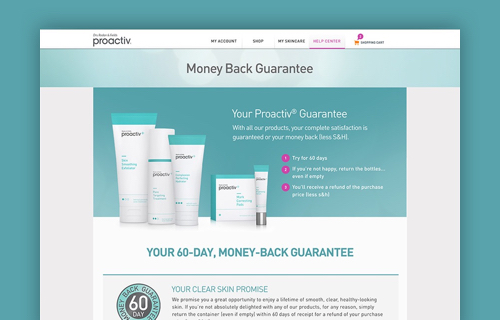 Drs. Rodan & Fields
proactiv.
MY ACCOUNT
SHOP
MY SKINCARE
HELP CENTER
SHOPPING CART
Money Back Guarantee
Your Proactiv® Guarantee
With all our products, your complete satisfaction is
guaranteed or your money back (less S&H).
1 Try for 60 days
2 If you're not happy, return the bottles...
even if empty
3 You'll receive a refund of the purchase
price (less s&h)
proactiv
proactiv
proactiv
proactiv
YOUR 60-DAY, MONEY-BACK GUARANTEE
MONEY BACK GUARANTEE
60
DAY
YOUR CLEAR SKIN PROMISE
We promise you a great opportunity to enjoy a lifetime of smooth, clear, healthy-looking
skin. If you're not absolutely delighted with any of our products, for any reason, simply
return the container (even if empty) within 60 days of receipt for a refund of your purchase